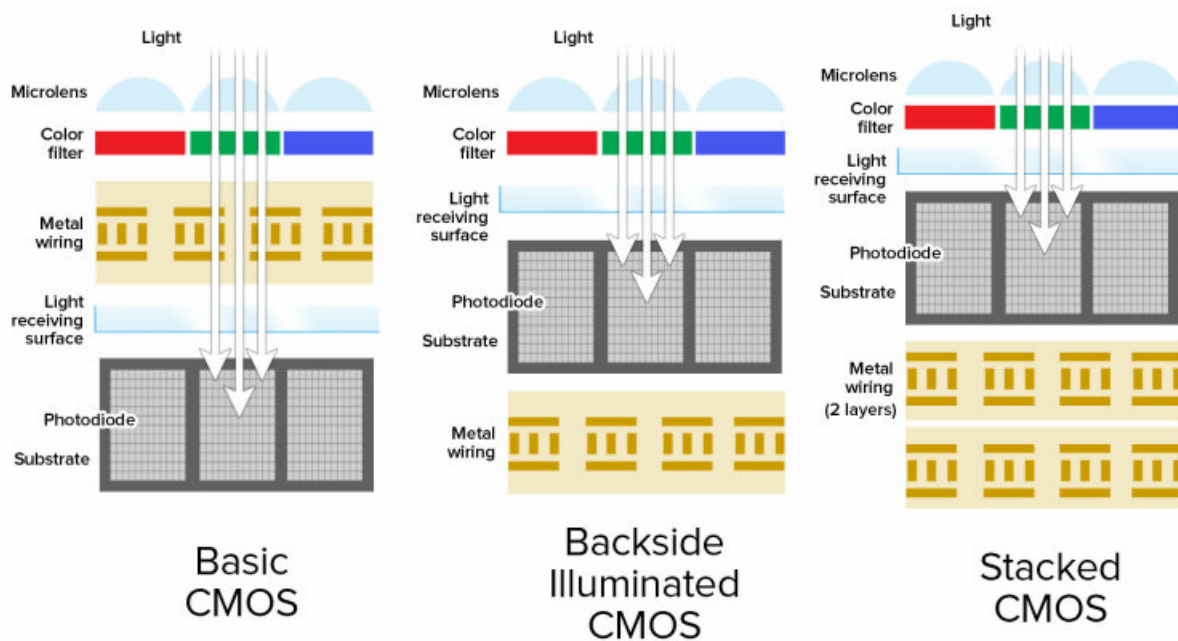 Light
Microlens
Color
filter
Metal
wiring
Light
receiving
surface
Photodiode
Substrate
Basic
CMOS
Light
Microlens
Color
filter
Light
receiving
surface
Photodiode
Substrate
Metal
wiring
Backside
Illuminated
CMOS
Light
Microlens
Color
filter
Light
receiving
surface
Photodiode
Substrate
Metal
wiring
(2 layers)
Stacked
CMOS